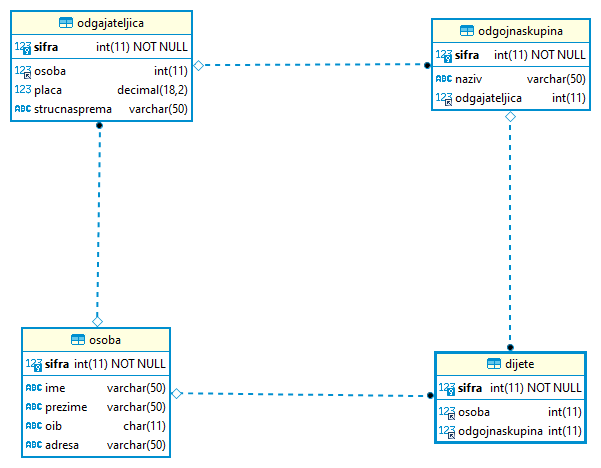 odgajateljica
123 sifra int(11) NOT NULL
123 osoba int(11)
123 placa decimal(18,2)
ABC strucnasprema varchar(50)
odgojnaskupina
123 sifra int(11) NOT NULL
ABC naziv varchar(50)
123 odgajateljica int(11)
osoba
123 sifra int(11) NOT NULL
ABC ime varchar(50)
ABC prezime varchar(50)
ABC oib char(11)
ABC adresa varchar(50)
dijete
123 sifra int(11) NOT NULL
123 osoba int(11)
123 odgojnaskupina int(11)